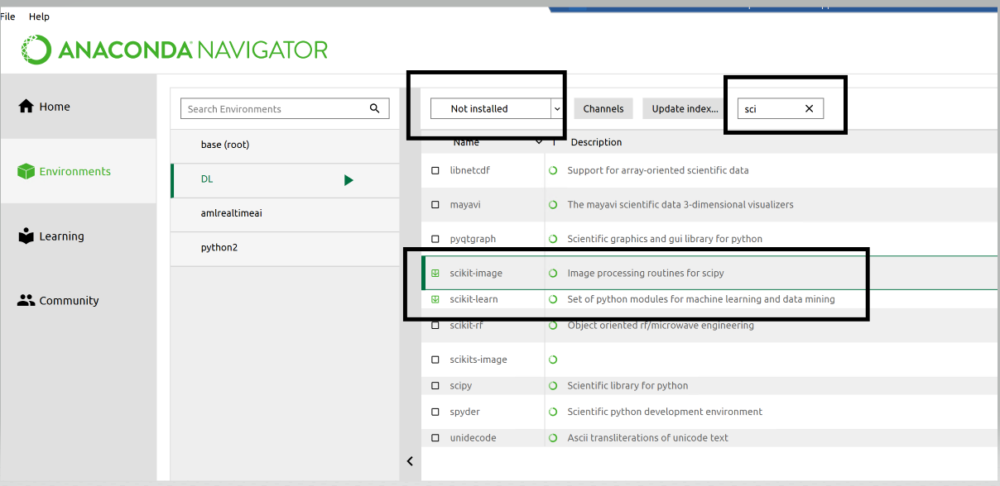 File Help
ANACONDA NAVIGATOR
Home
Environments
Learning
Community
Search Environments
base (root)
DL
amlrealtimeai
python2
Not installed
Channels
Update index...
sci
Name
Description
libnetcdf Support for array-oriented scientific data
mayavi The mayavi scientific data 3-dimensional visualizers
pyqtgraph Scientific graphics and gui library for python
scikit-image Image processing routines for scipy
scikit-learn Set of python modules for machine learning and data mining
scikit-rf Object oriented rf/microwave engineering
scikits-image
scipy Scientific library for python
spyder Scientific python development environment
unidecode Ascii transliterations of unicode text